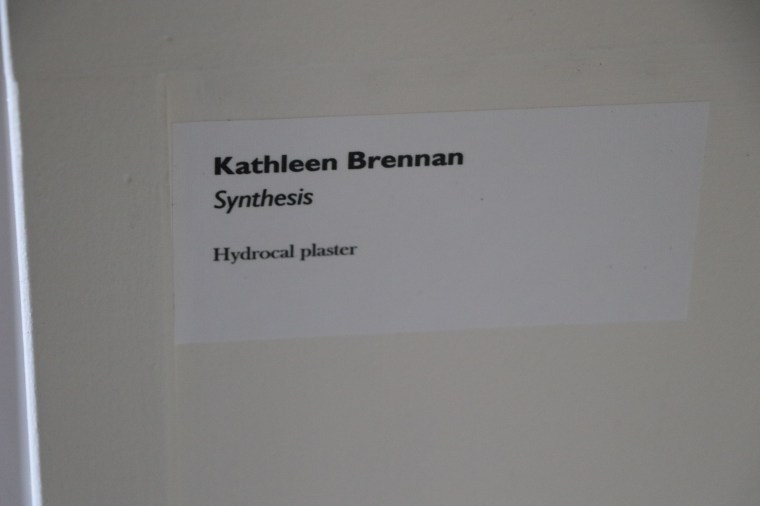 Kathleen Brennan
Synthesis
Hydrocal plaster